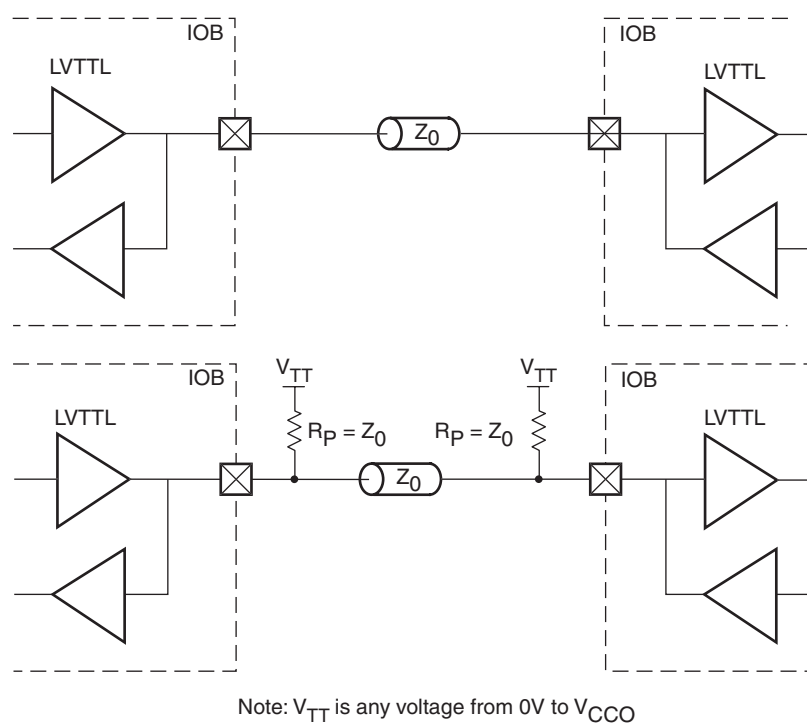 IOB
IOB
LVTTL
LVTTL
Z0
IOB
IOB
VTT
VTT
LVTTL
LVTTL
RP = Z0
RP = Z0
Z0
Note: VTT is any voltage from 0V to VCCO